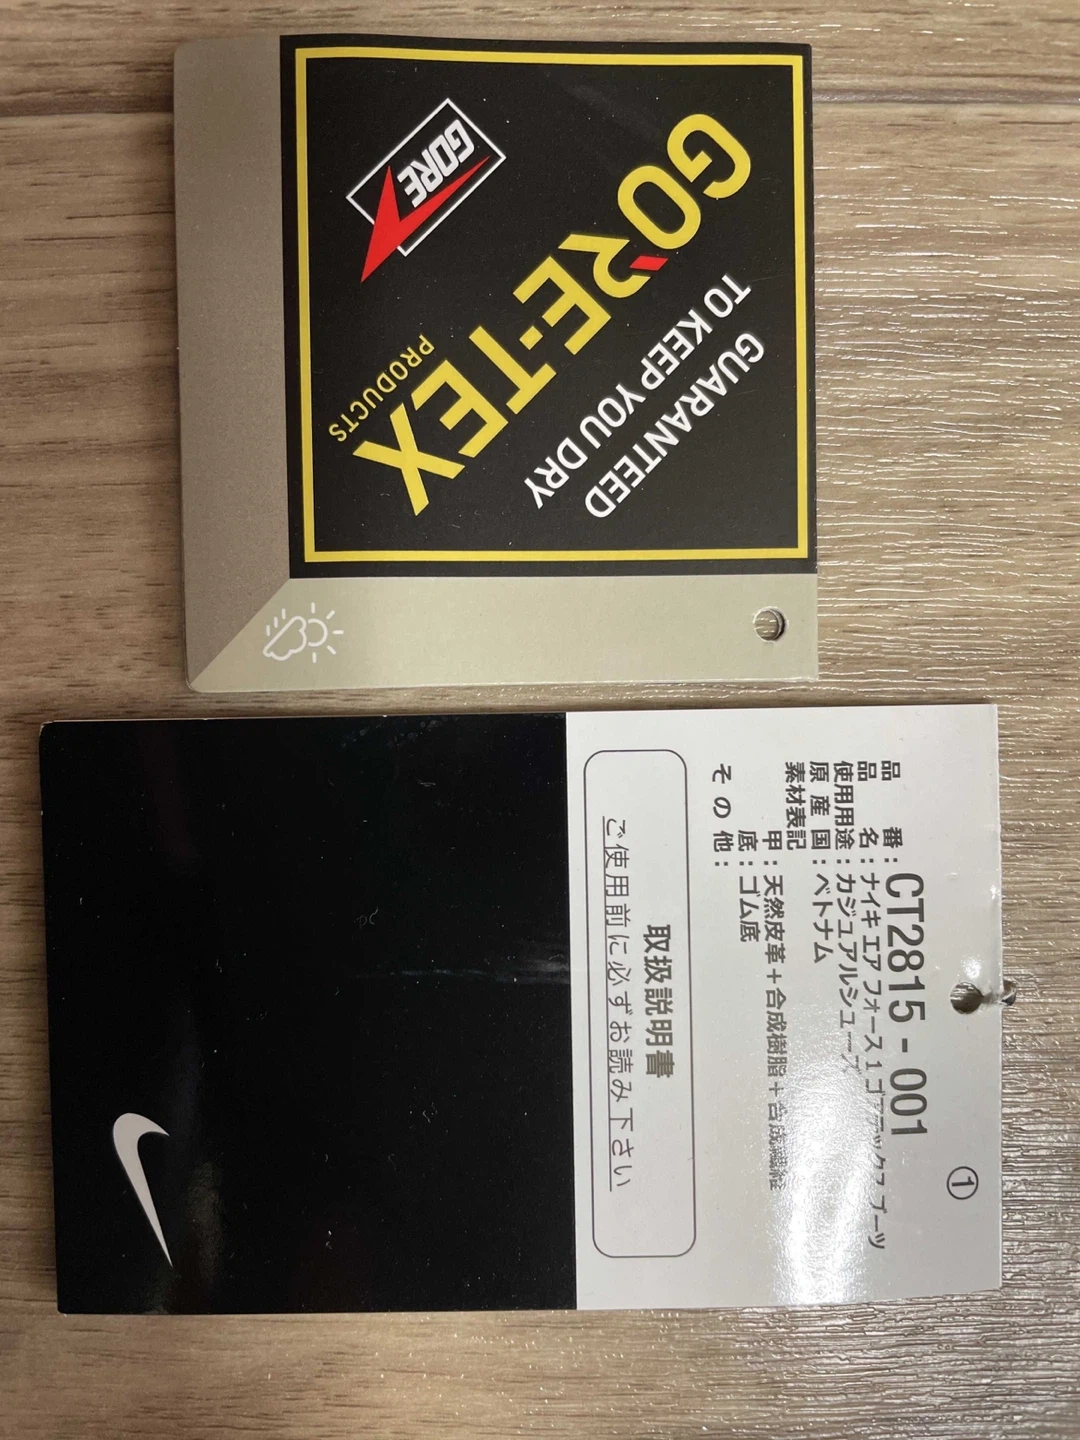 GORE
GORE-TEX
PRODUCTS
GUARANTEED
TO KEEP YOU DRY
①
品番：CT2815-001
品名：ナイキ エア フォース 1 ゴアテックス ブーツ
使用用途：カジュアルシューズ
原産国：ベトナム
素材表記
甲：天然皮革＋合成樹脂＋合成繊維
底：ゴム底
その他：
取扱説明書
ご使用前に必ずお読み下さい